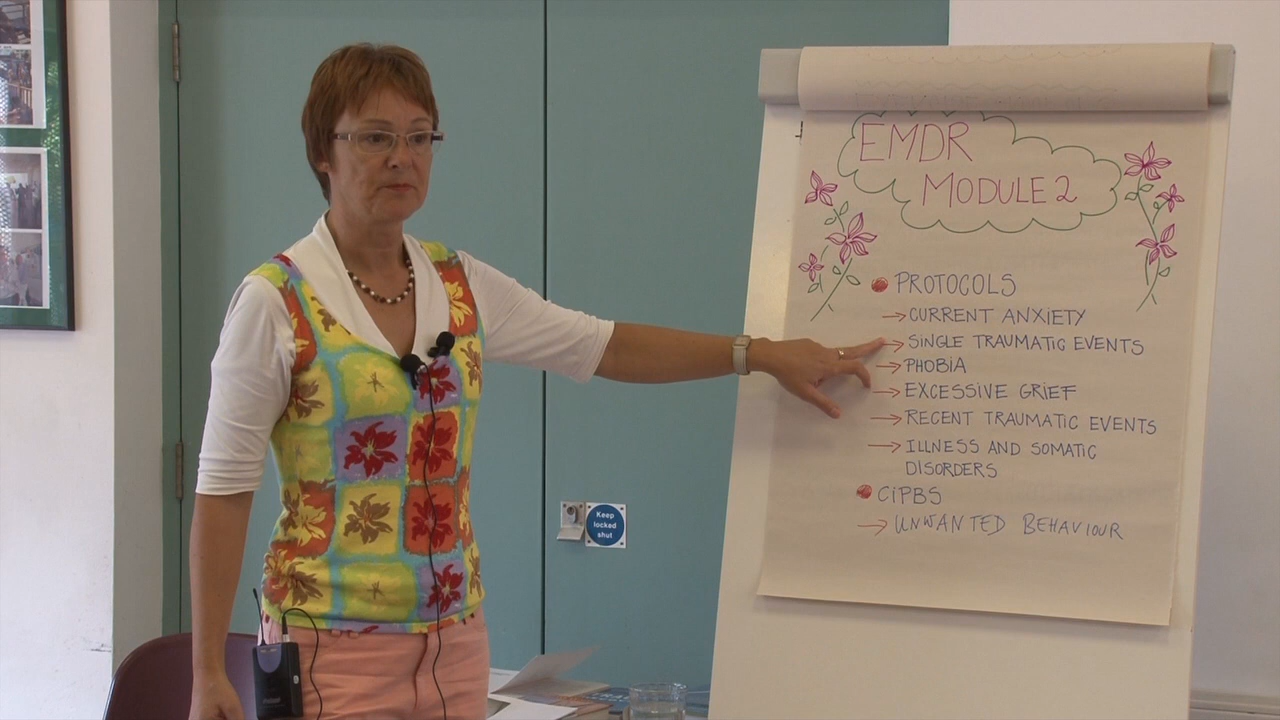 EMDR
MODULE 2
PROTOCOLS
→ CURRENT ANXIETY
→ SINGLE TRAUMATIC EVENTS
→ PHOBIA
→ EXCESSIVE GRIEF
→ RECENT TRAUMATIC EVENTS
→ ILLNESS AND SOMATIC
DISORDERS
CiPBS
→ UNWANTED BEHAVIOUR
Keep
locked
shut